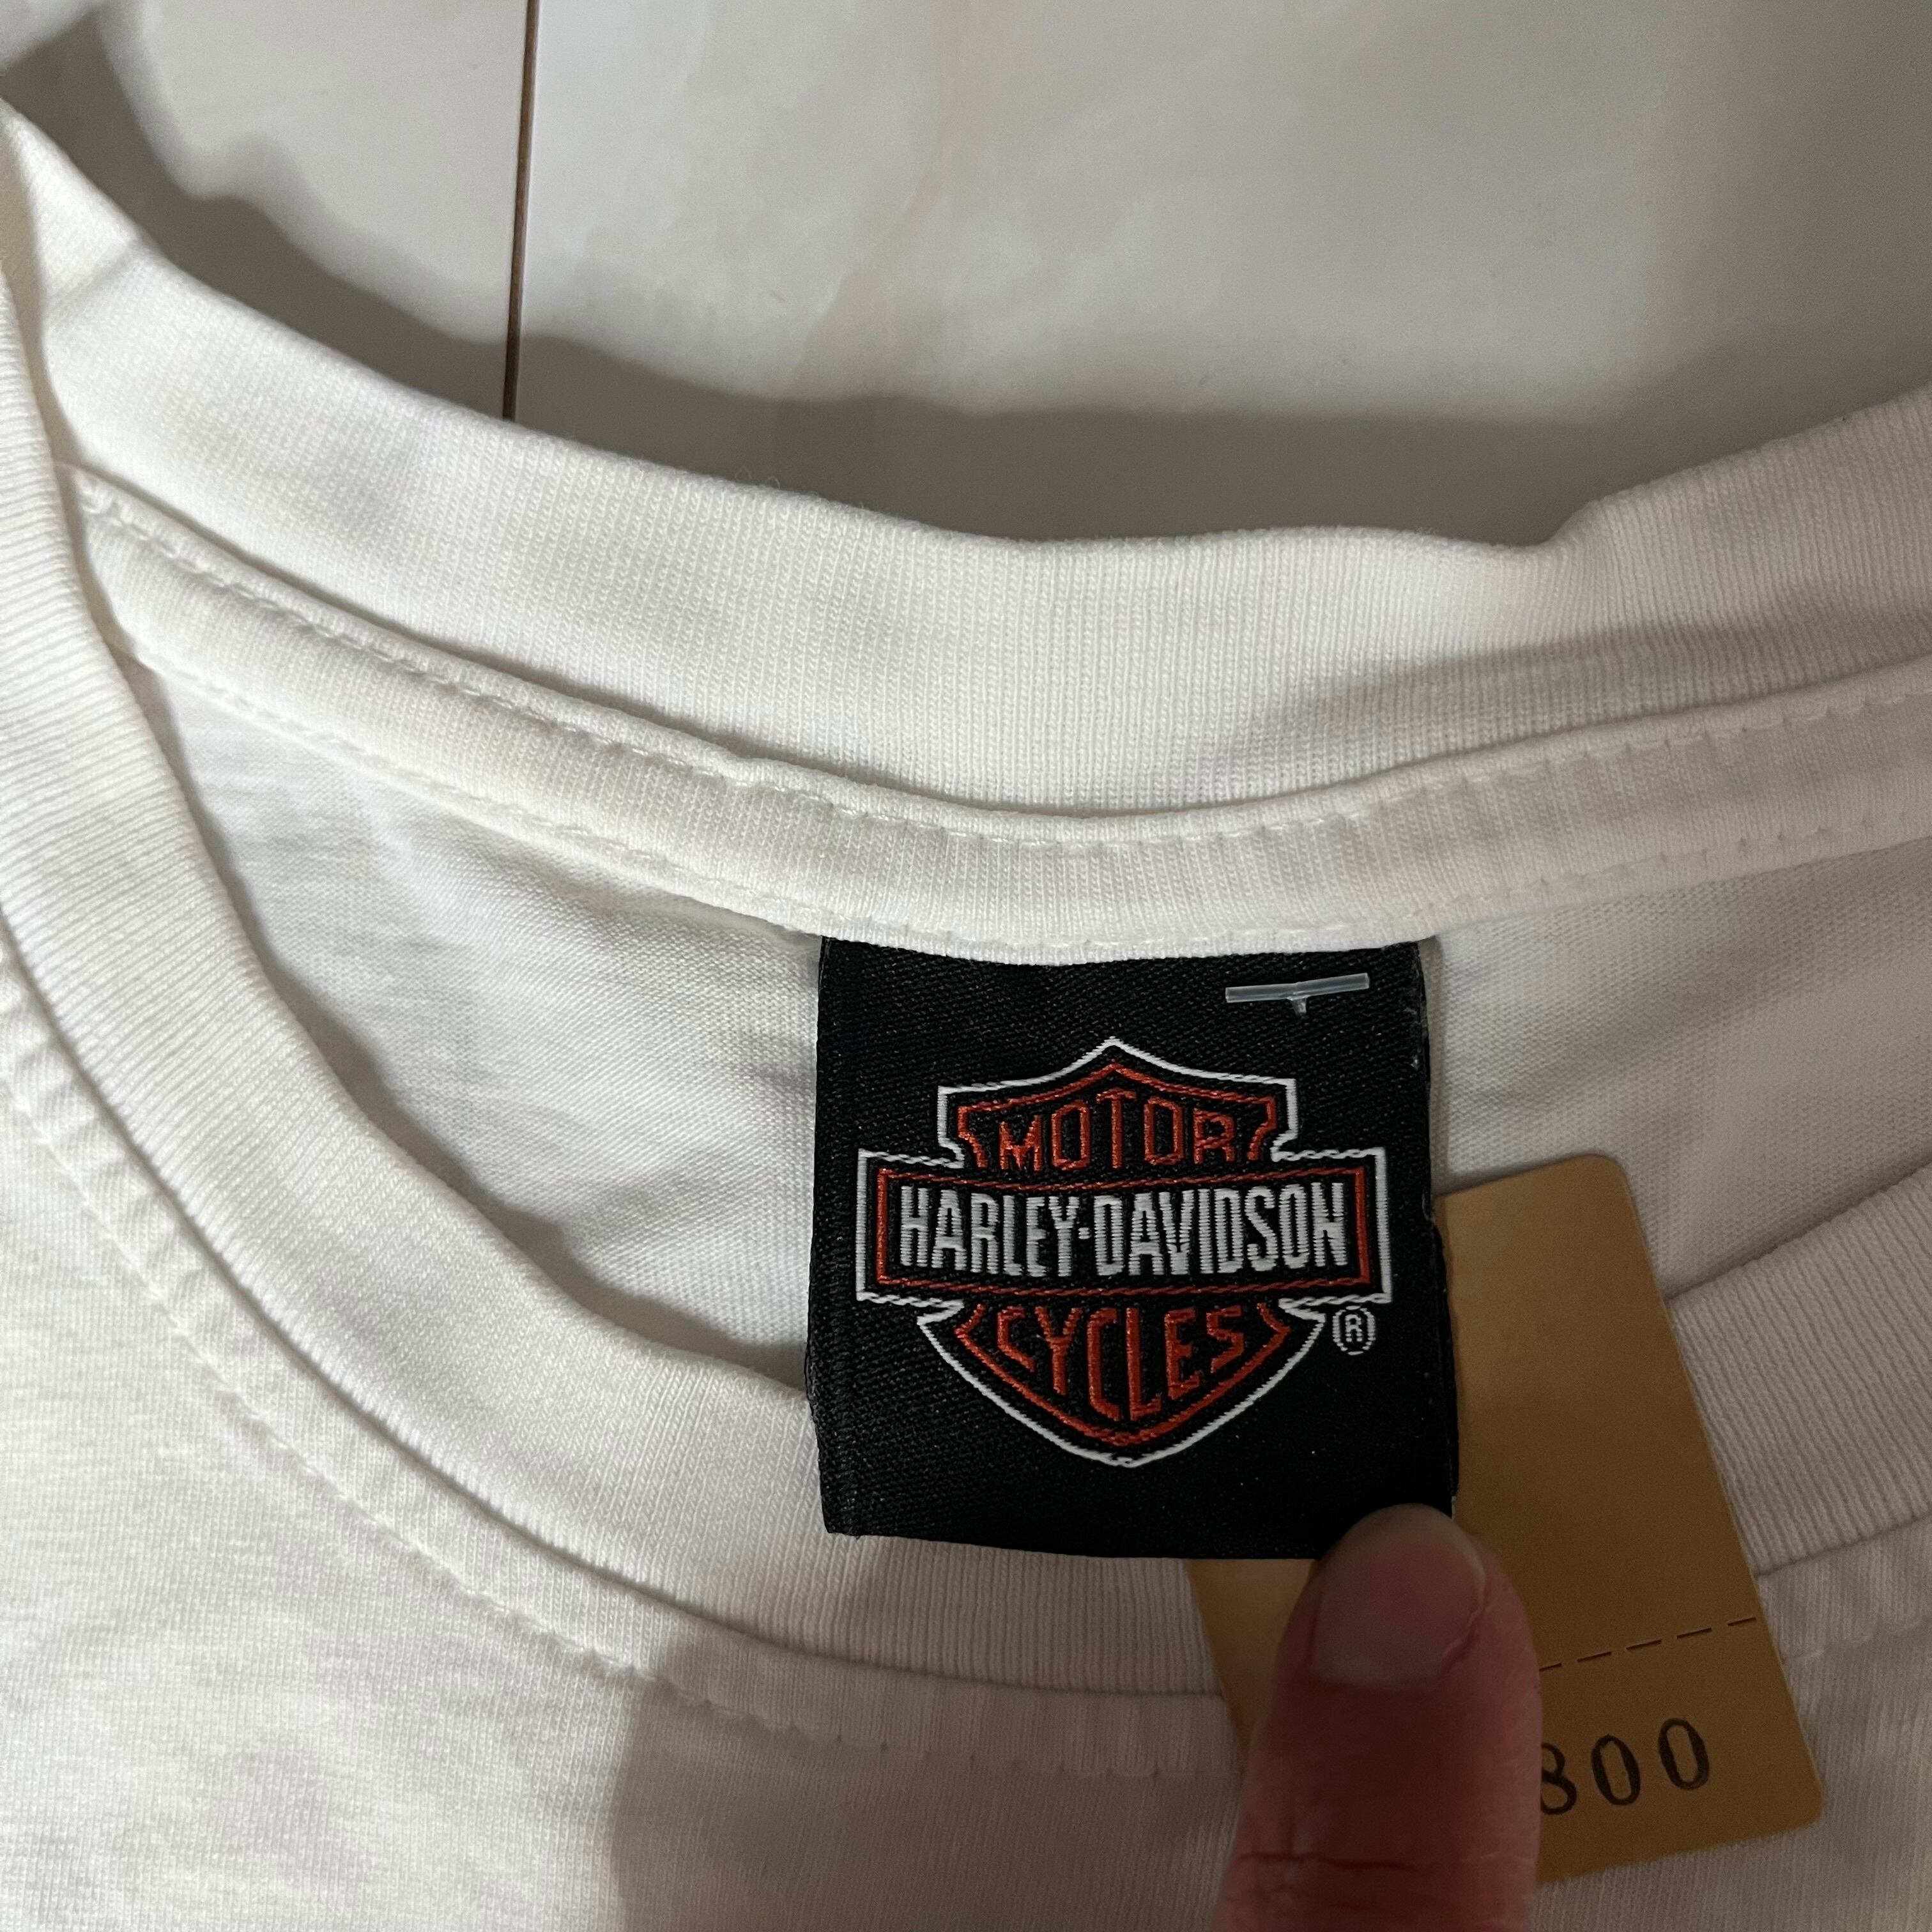 MOTOR
HARLEY-DAVIDSON
CYCLES
®
800